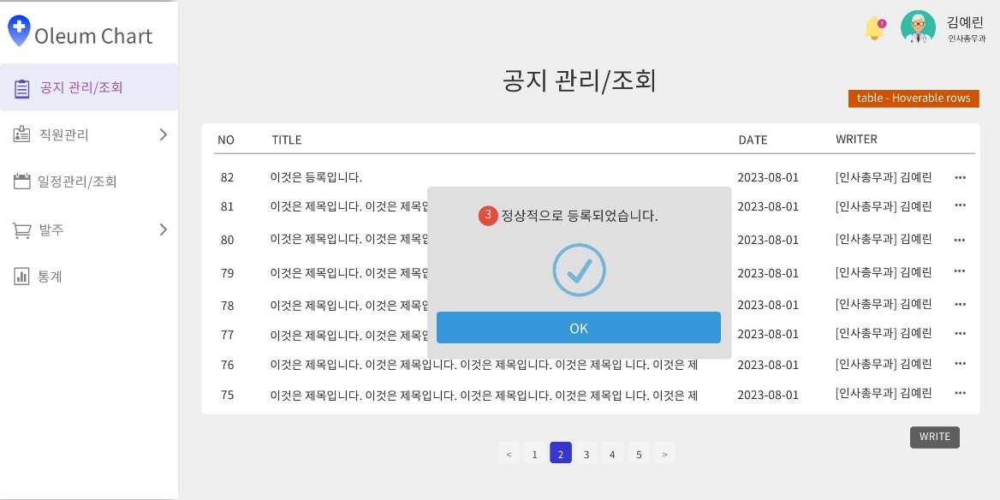 Oleum Chart
김예린
인사총무과
공지 관리/조회
직원관리
일정관리/조회
발주
통계
공지 관리/조회
table - Hoverable rows
NO TITLE DATE WRITER
82 이것은 등록입니다. 2023-08-01 [인사총무과] 김예린 •••
81 이것은 제목입니다. 이것은 제목입 2023-08-01 [인사총무과] 김예린 •••
80 이것은 제목입니다. 이것은 제목입 2023-08-01 [인사총무과] 김예린 •••
79 이것은 제목입니다. 이것은 제목입 2023-08-01 [인사총무과] 김예린 •••
78 이것은 제목입니다. 이것은 제목입 2023-08-01 [인사총무과] 김예린 •••
77 이것은 제목입니다. 이것은 제목입 2023-08-01 [인사총무과] 김예린 •••
76 이것은 제목입니다. 이것은 제목입니다. 이것은 제목입니다. 이것은 제목입 니다. 이것은 제 2023-08-01 [인사총무과] 김예린 •••
75 이것은 제목입니다. 이것은 제목입니다. 이것은 제목입니다. 이것은 제목입 니다. 이것은 제 2023-08-01 [인사총무과] 김예린 •••
3 정상적으로 등록되었습니다.
OK
WRITE
< 1 2 3 4 5 >